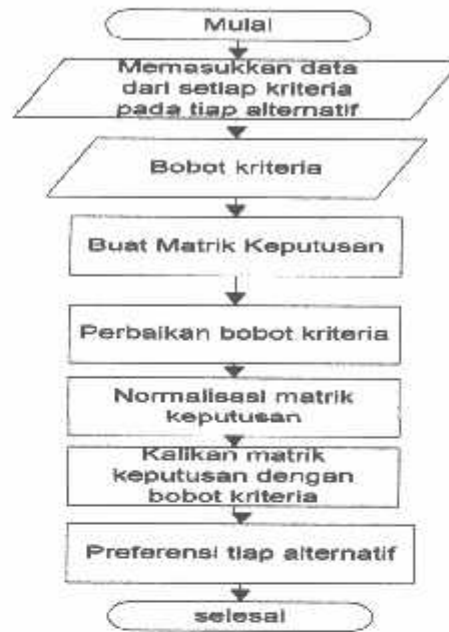 Mulai
Memasukkan data
dari setiap kriteria
pada tiap alternatif
Bobot kriteria
Buat Matrik Keputusan
Perbaikan bobot kriteria
Normalisasi matrik
keputusan
Kalikan matrik
keputusan dengan
bobot kriteria
Preferensi tiap alternatif
selesai